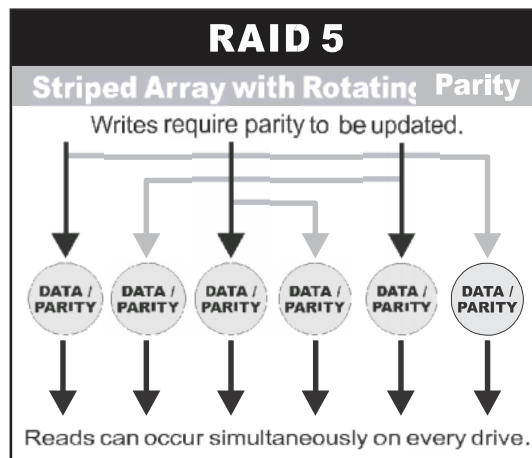 RAID 5
Striped Array with Rotating Parity
Writes require parity to be updated.
DATA / DATA / DATA / DATA / DATA / DATA /
PARITY PARITY PARITY PARITY PARITY PARITY
Reads can occur simultaneously on every drive.